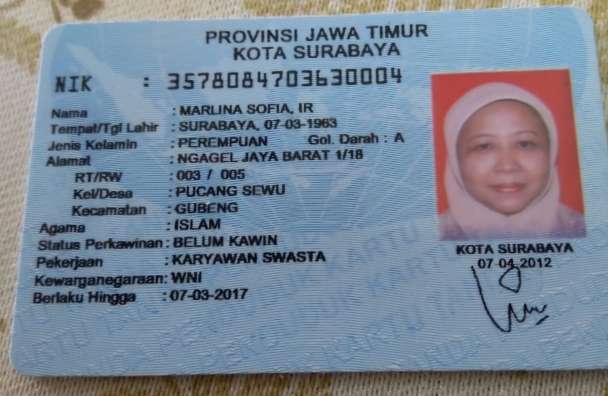 PROVINSI JAWA TIMUR
KOTA SURABAYA
NIK : 3578084703630004
Nama : MARLINA SOFIA, IR
Tempat/Tgl Lahir : SURABAYA, 07-03-1963
Jenis Kelamin : PEREMPUAN Gol. Darah : A
Alamat : NGAGEL JAYA BARAT 1/18
RT/RW : 003 / 005
Kel/Desa : PUCANG SEWU
Kecamatan : GUBENG
Agama : ISLAM
Status Perkawinan: BELUM KAWIN
Pekerjaan : KARYAWAN SWASTA
Kewarganegaraan: WNI
Berlaku Hingga : 07-03-2017
KOTA SURABAYA
07-04-2012